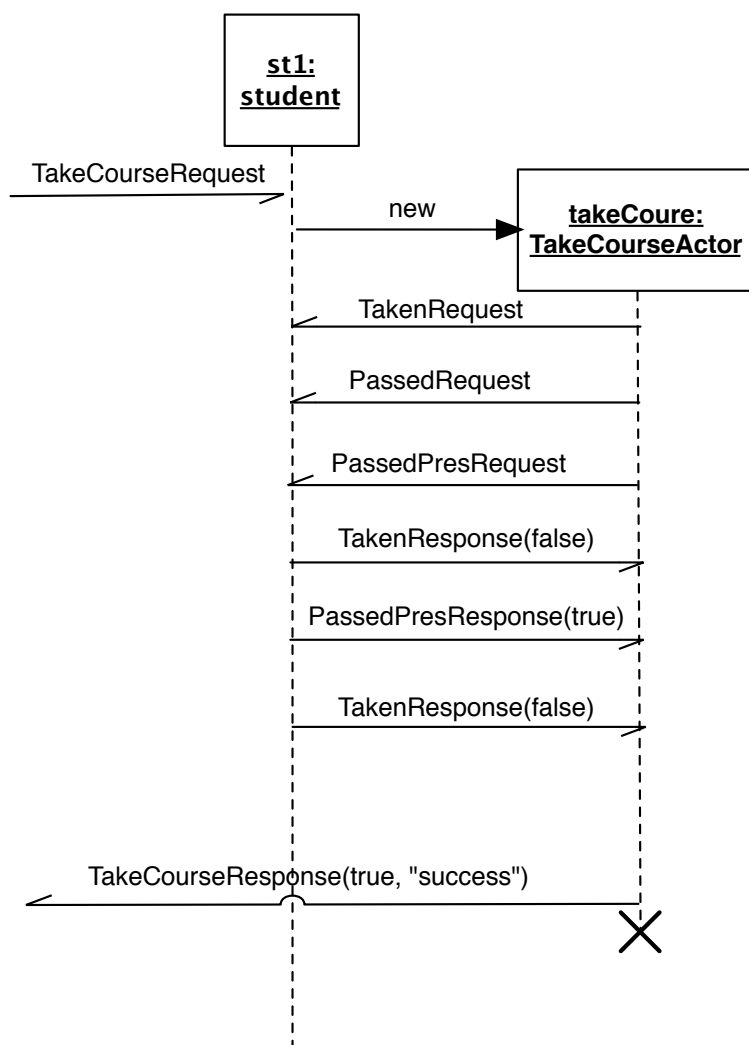 st1:
student
TakeCourseRequest
new
takeCoure:
TakeCourseActor
TakenRequest
PassedRequest
PassedPresRequest
TakenResponse(false)
PassedPresResponse(true)
TakenResponse(false)
TakeCourseResponse(true, "success")